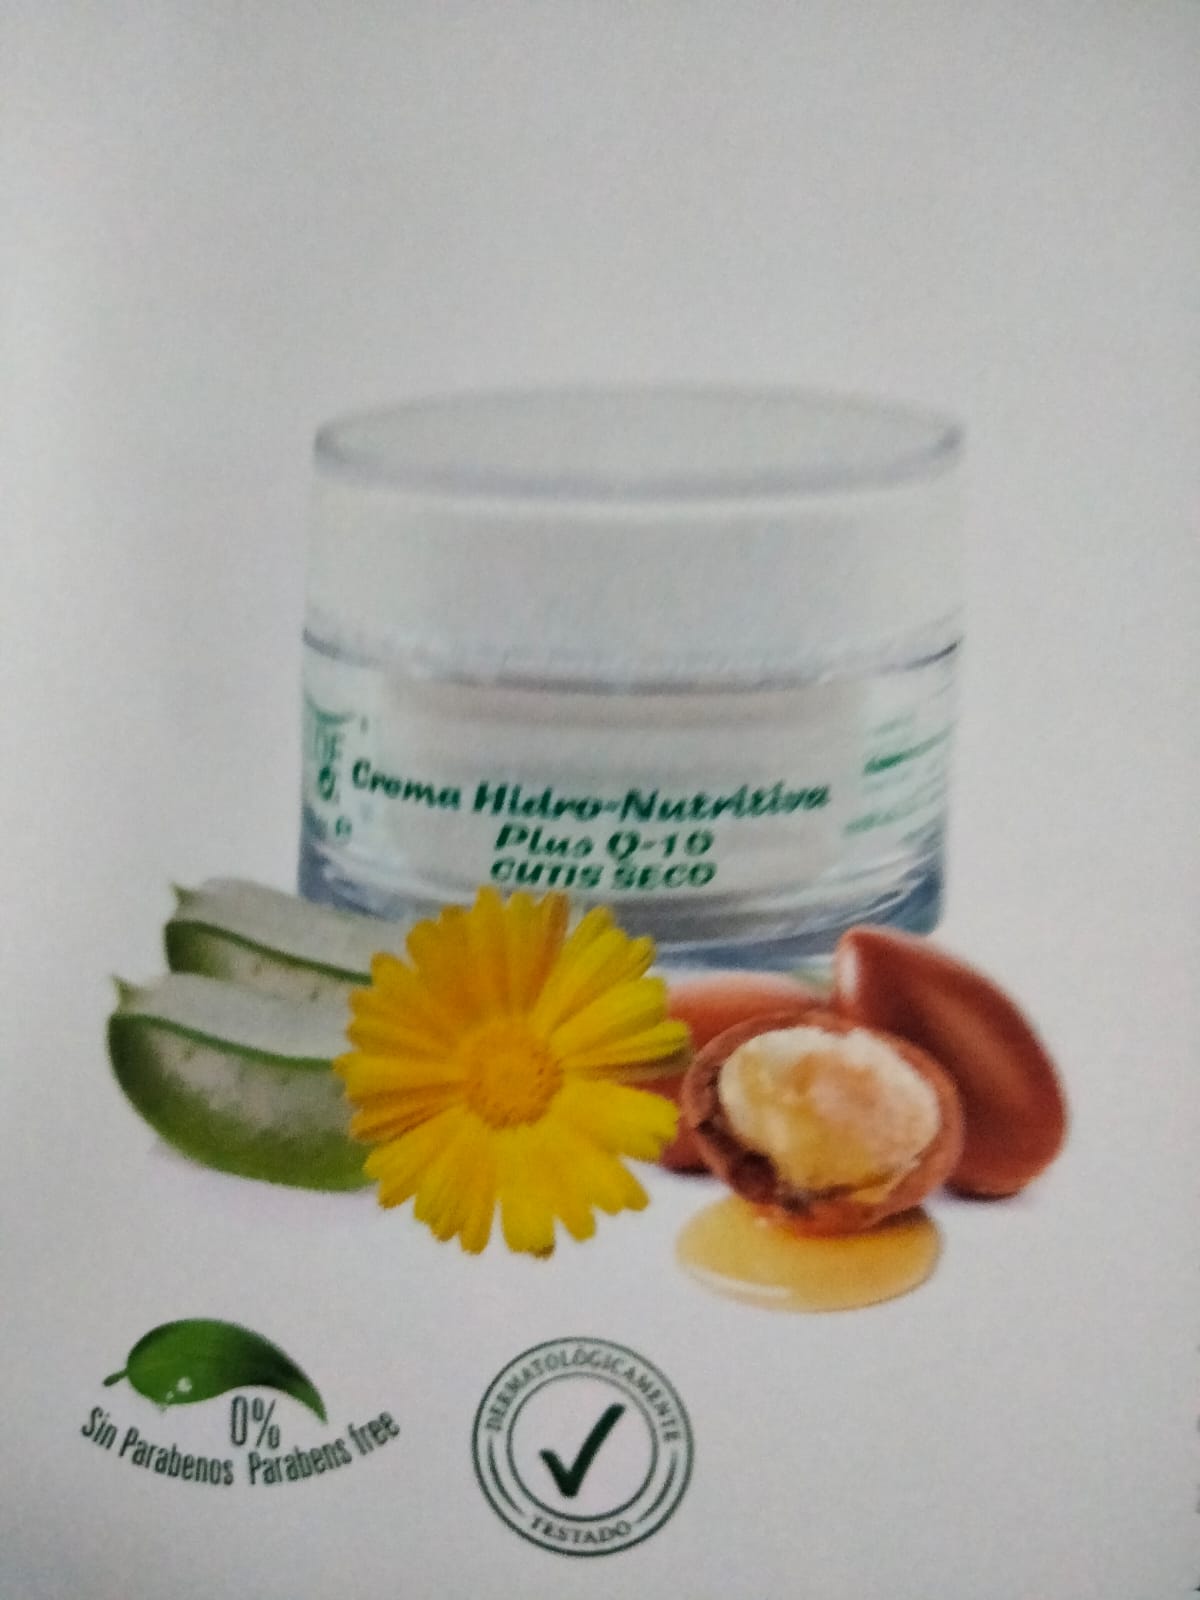 Crema Hidro-Nutritiva
Plus Q-10
CUTIS SECO
0%
Sin Parabenos Parabens free
DERMATOLÓGICAMENTE
TESTADO